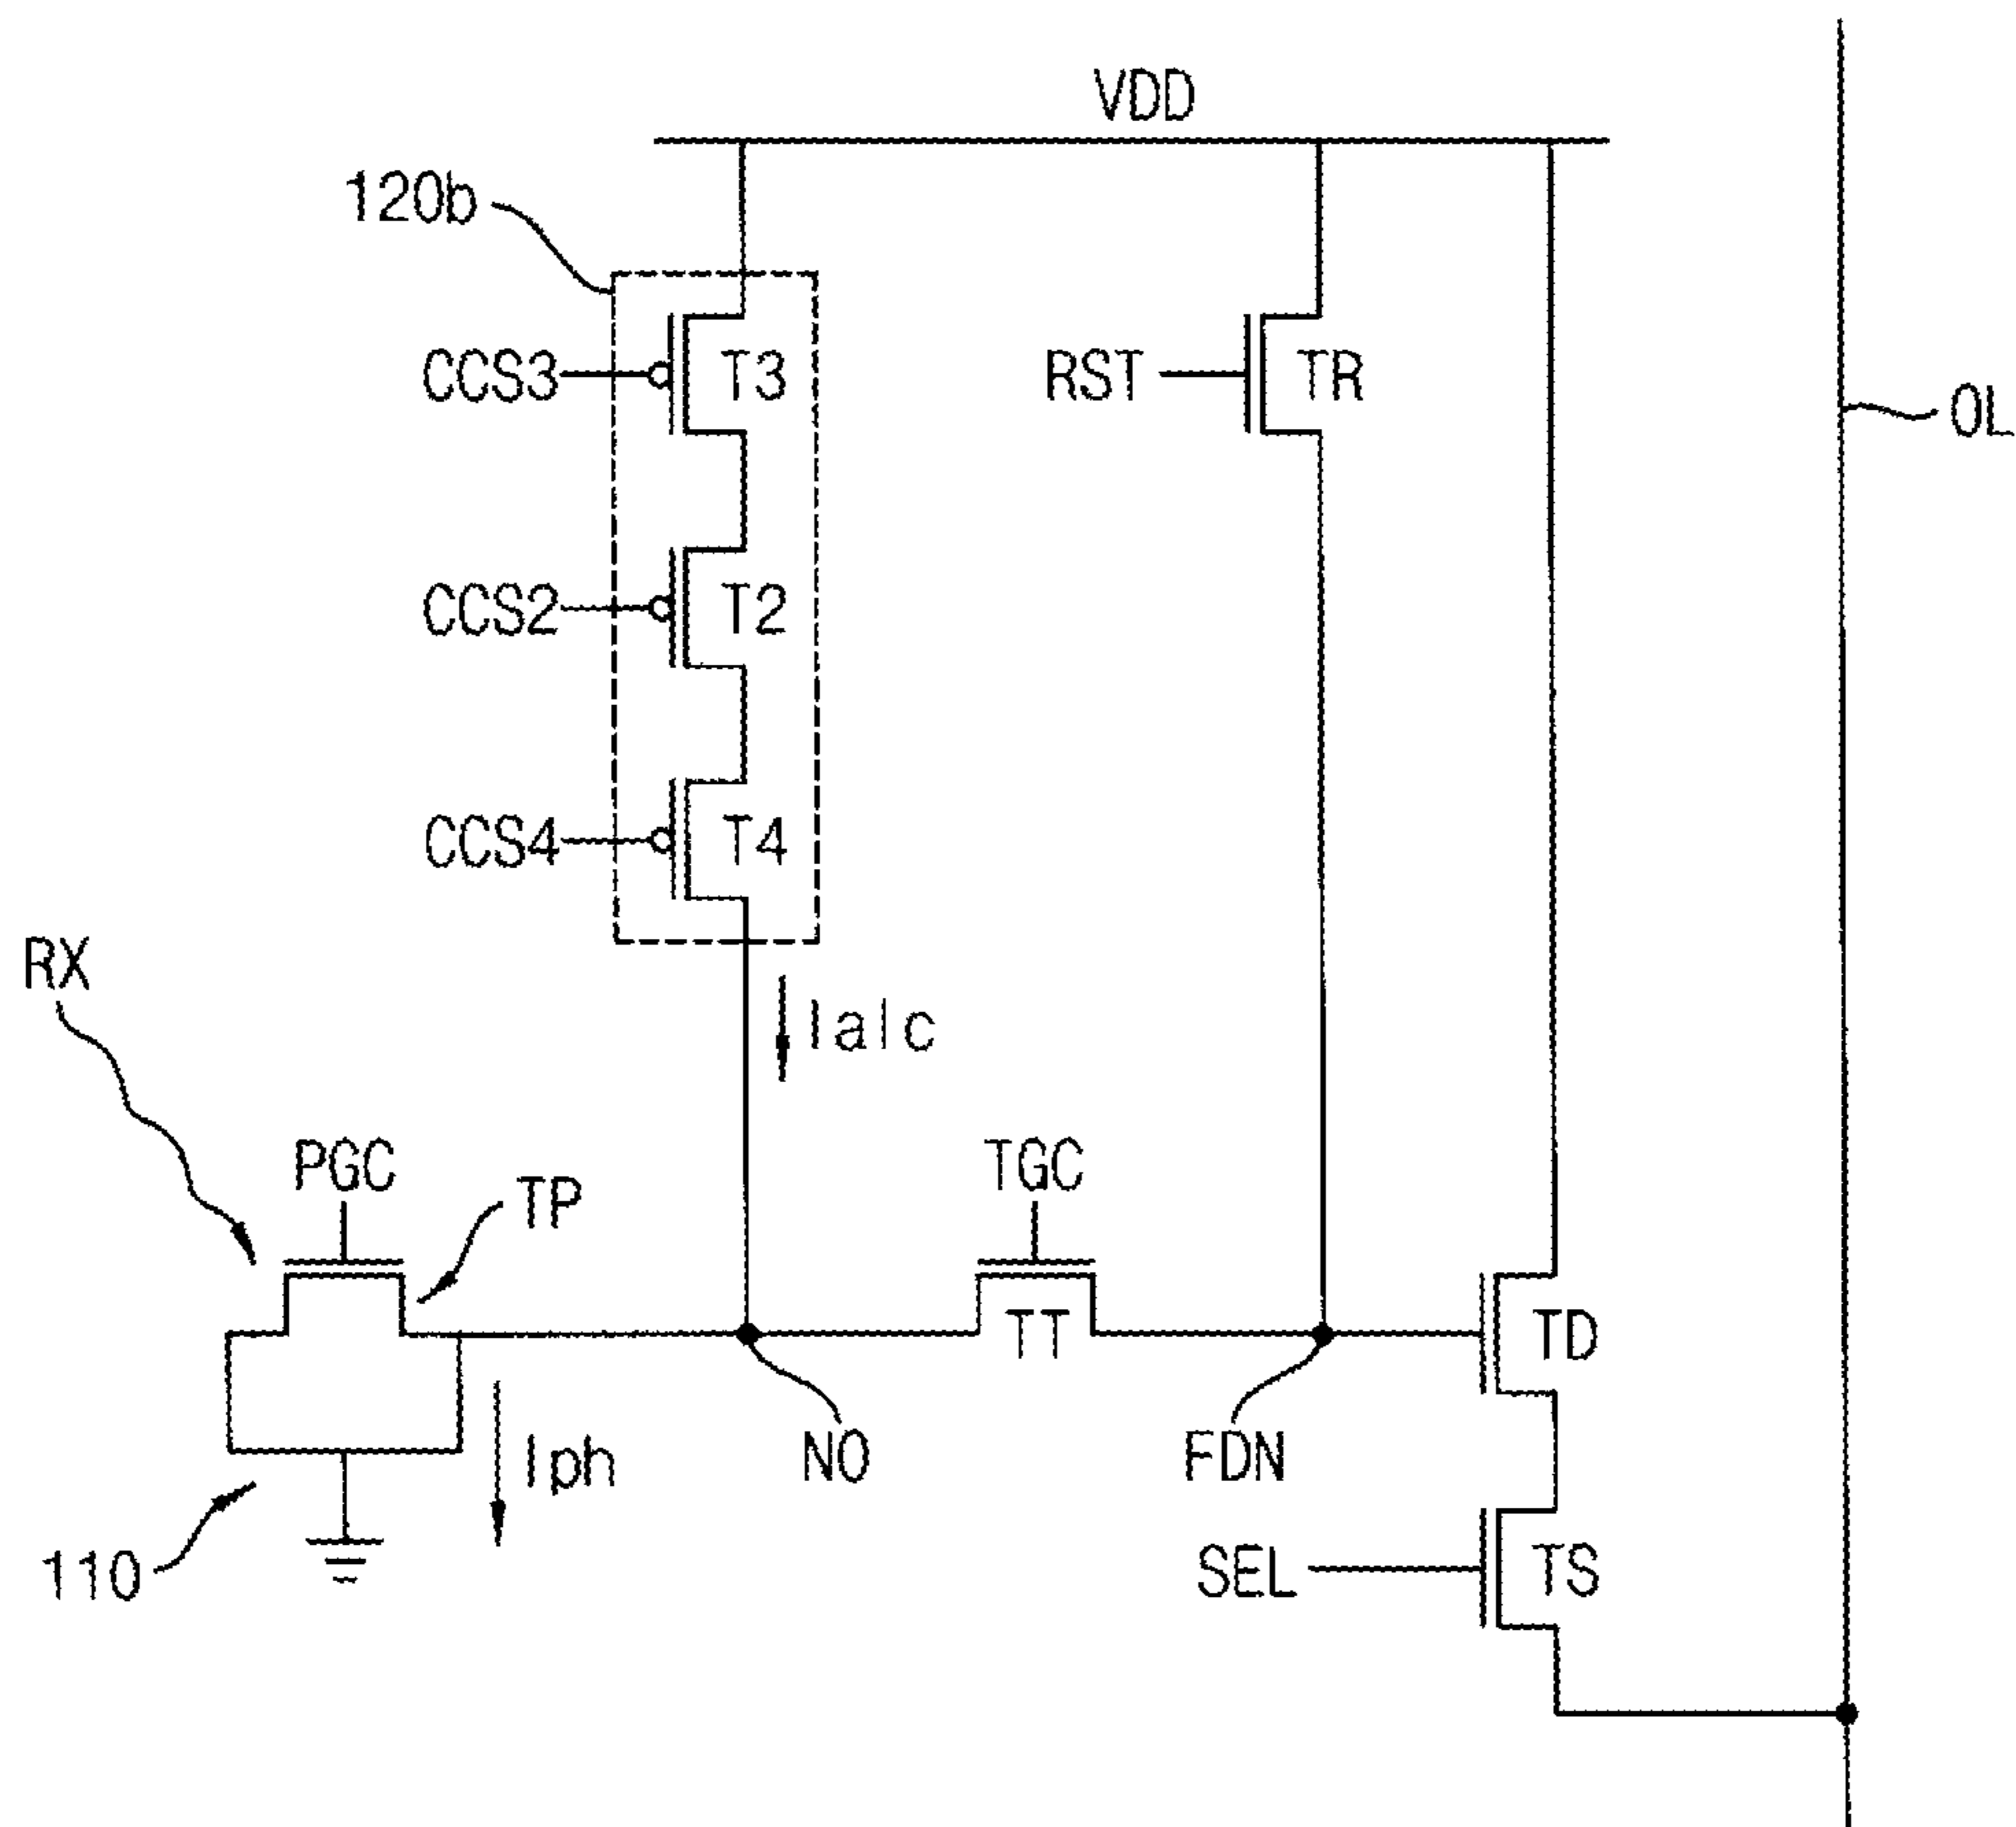 VDD
120b
CCS3
T3
RST
TR
OL
CCS2
T2
CCS4
T4
RX
Ialc
PGC
TP
TGC
TT
TD
Iph
NO
FDN
110
SEL
TS